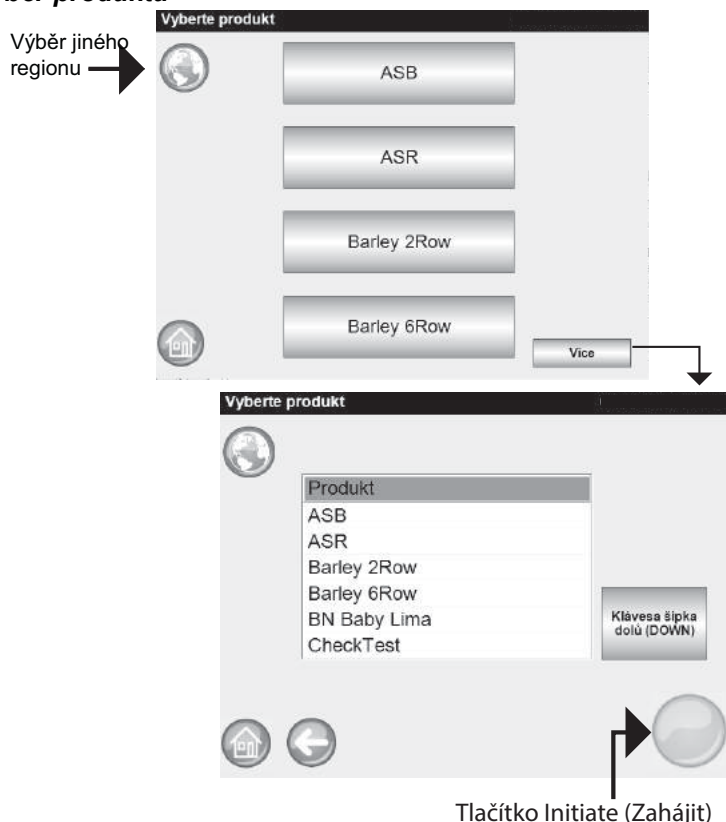 Vyberte produkt
Výběr jiného
regionu
ASB
ASR
Barley 2Row
Barley 6Row
Více
Vyberte produkt
Produkt
ASB
ASR
Barley 2Row
Barley 6Row
BN Baby Lima
CheckTest
Klávesa šipka
dolů (DOWN)
Tlačítko Initiate (Zahájit)